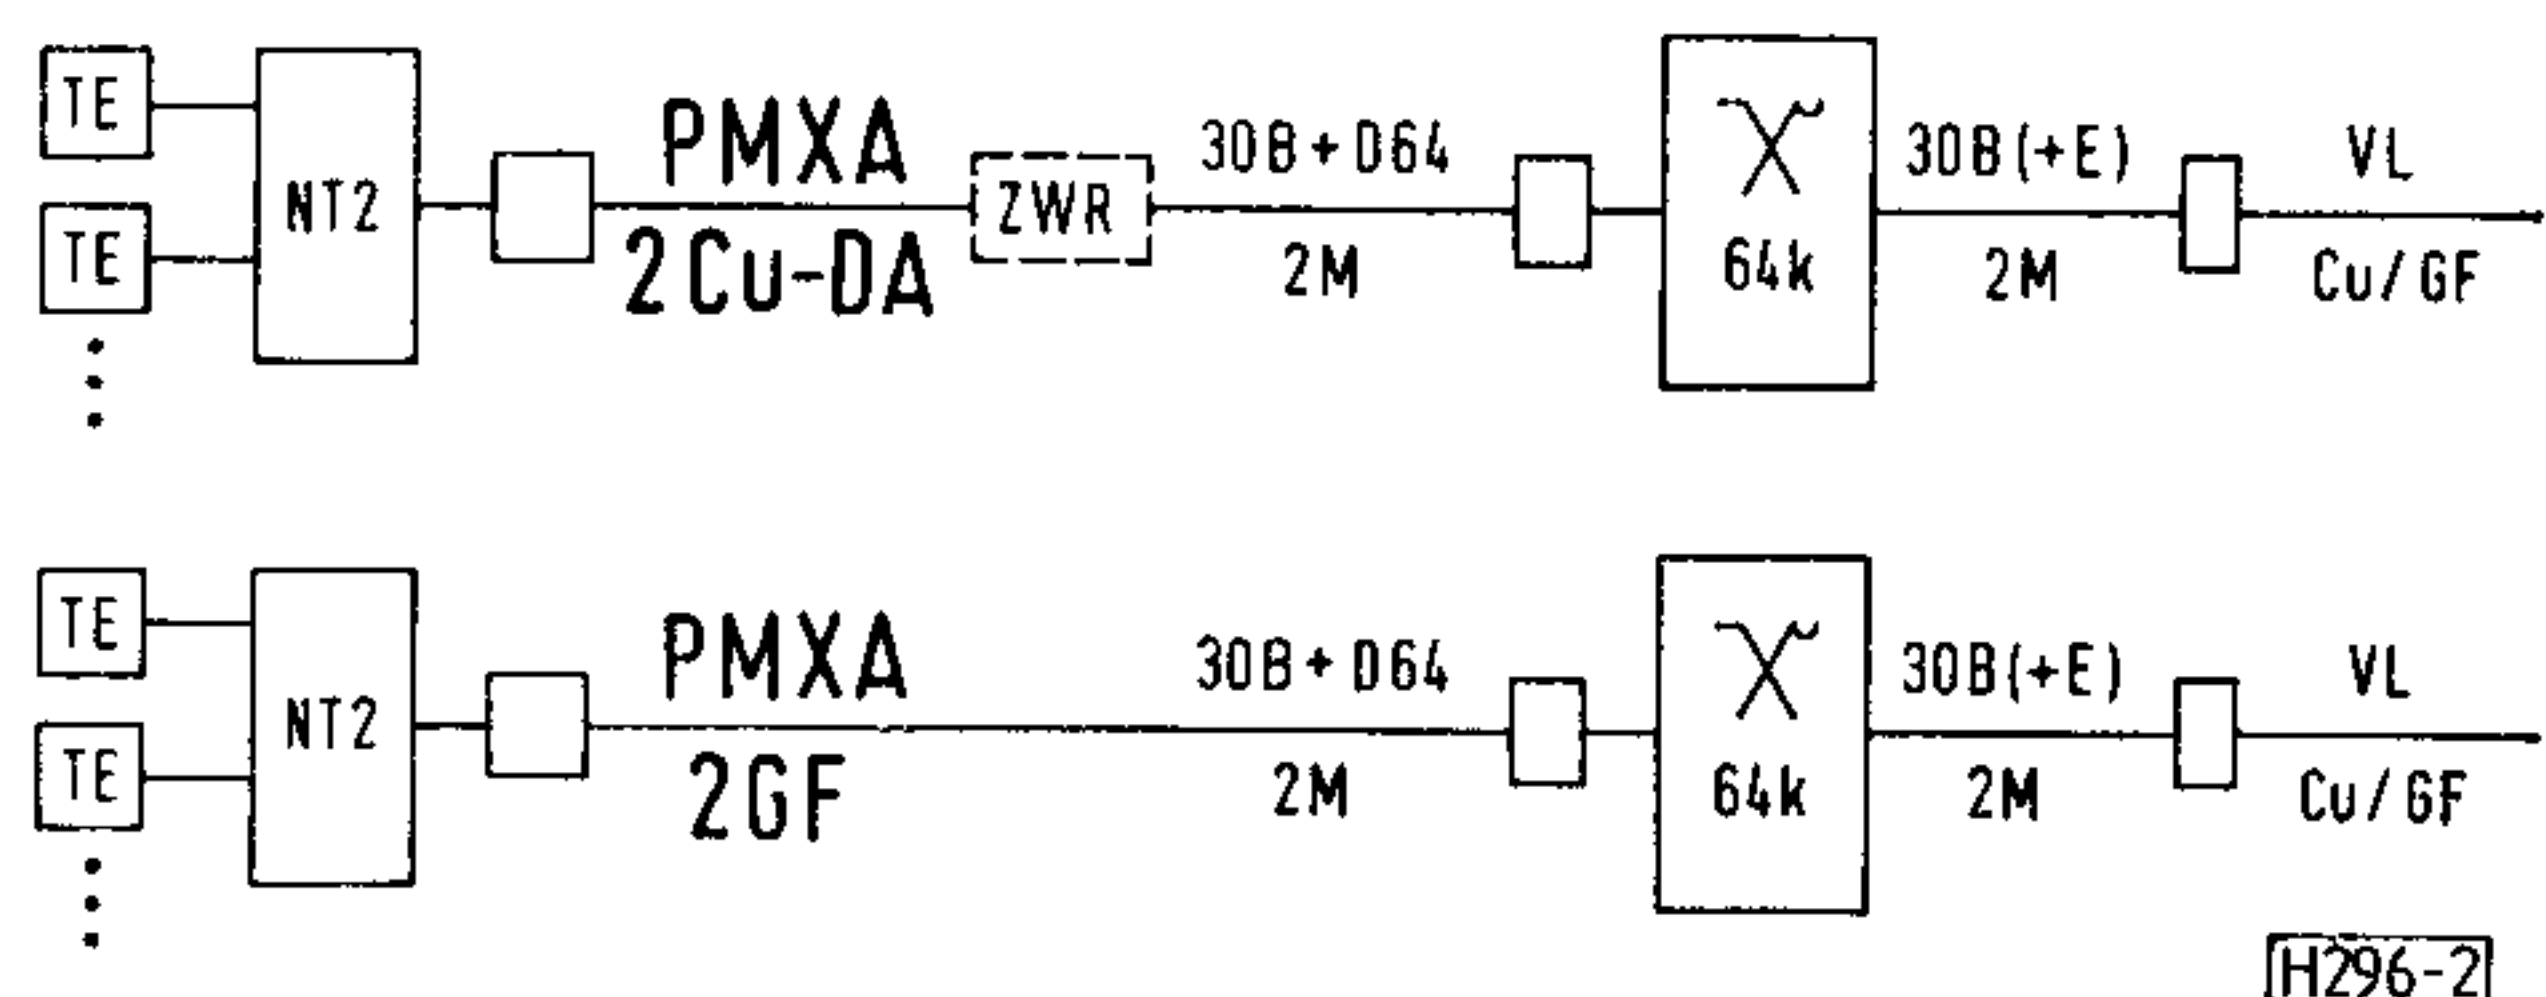 TE
TE
NT2
PMXA
2Cu-DA
ZWR
30B + D64
2M
64k
30B(+E)
2M
VL
Cu/GF
TE
TE
NT2
PMXA
2GF
30B + D64
2M
64k
30B(+E)
2M
VL
Cu/GF
H296-2